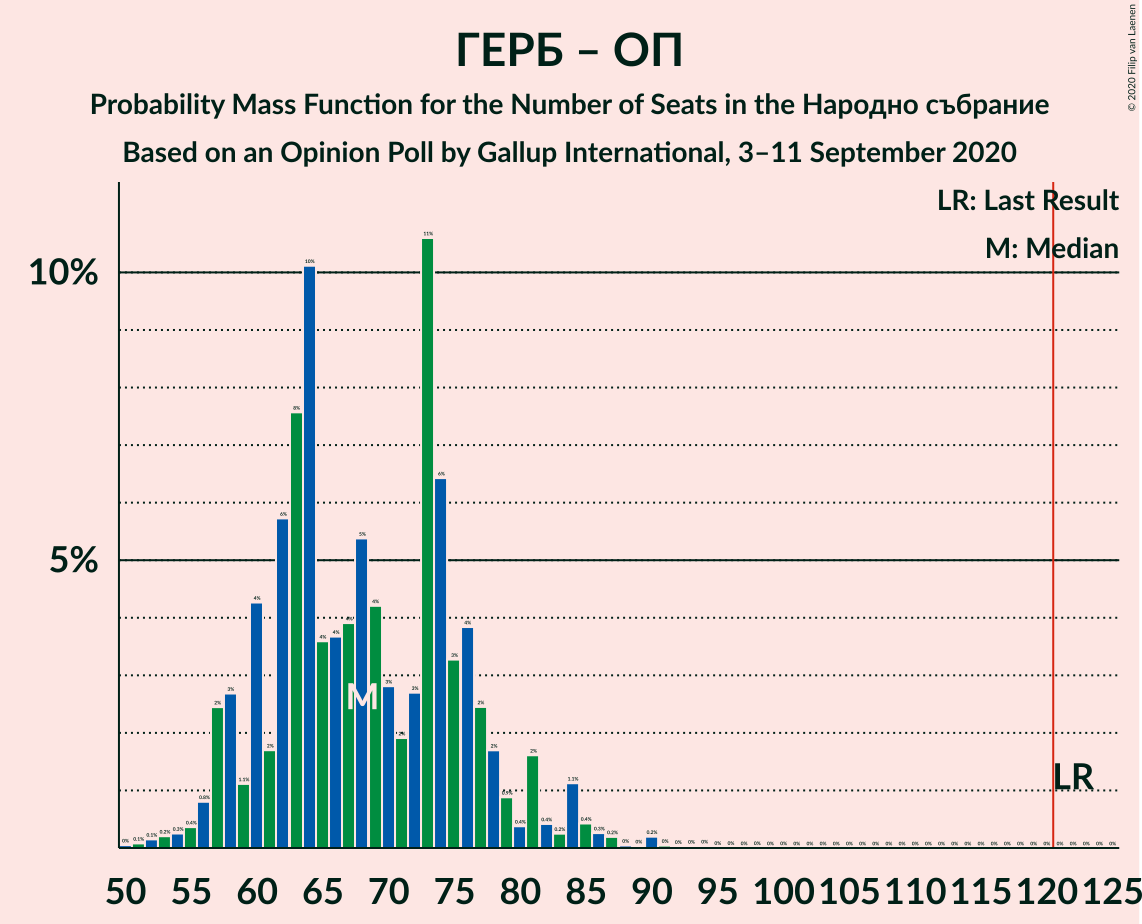 ГЕРБ – ОП
Probability Mass Function for the Number of Seats in the Народно събрание
Based on an Opinion Poll by Gallup International, 3–11 September 2020
© 2020 Filip van Laenen
LR: Last Result
M: Median
10%
5%
M
LR
50 55 60 65 70 75 80 85 90 95 100 105 110 115 120 125